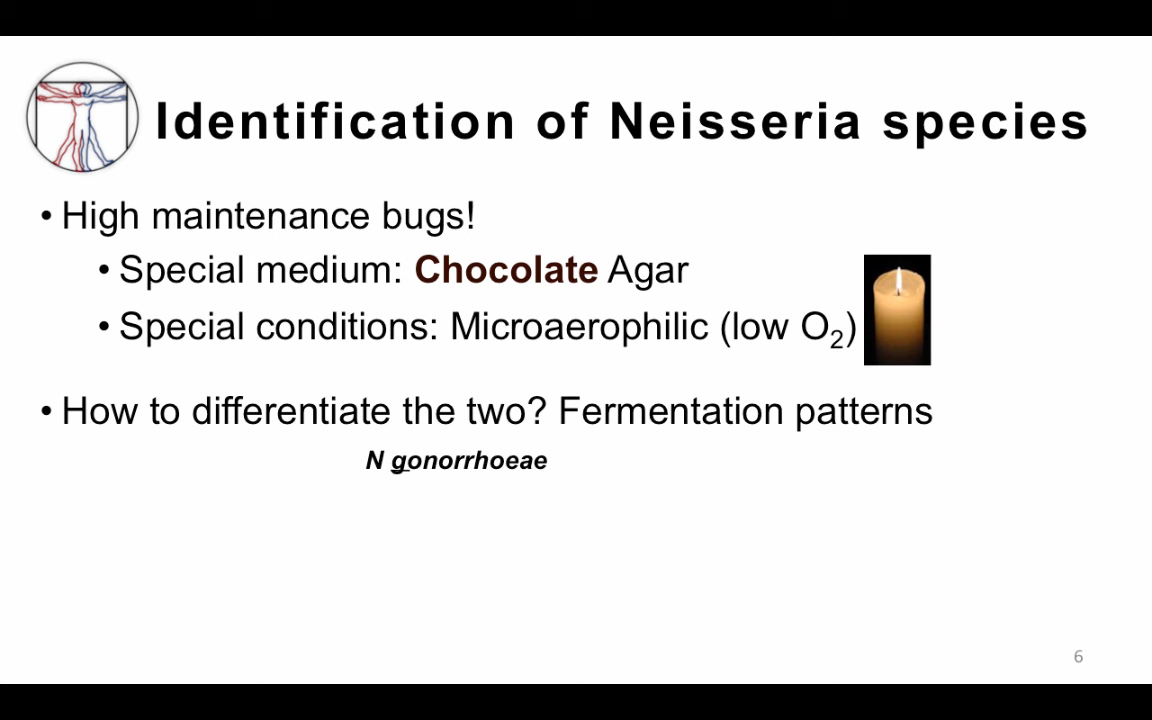 Identification of Neisseria species
• High maintenance bugs!
• Special medium: Chocolate Agar
• Special conditions: Microaerophilic (low O₂)
• How to differentiate the two? Fermentation patterns
N gonorrhoeae
6